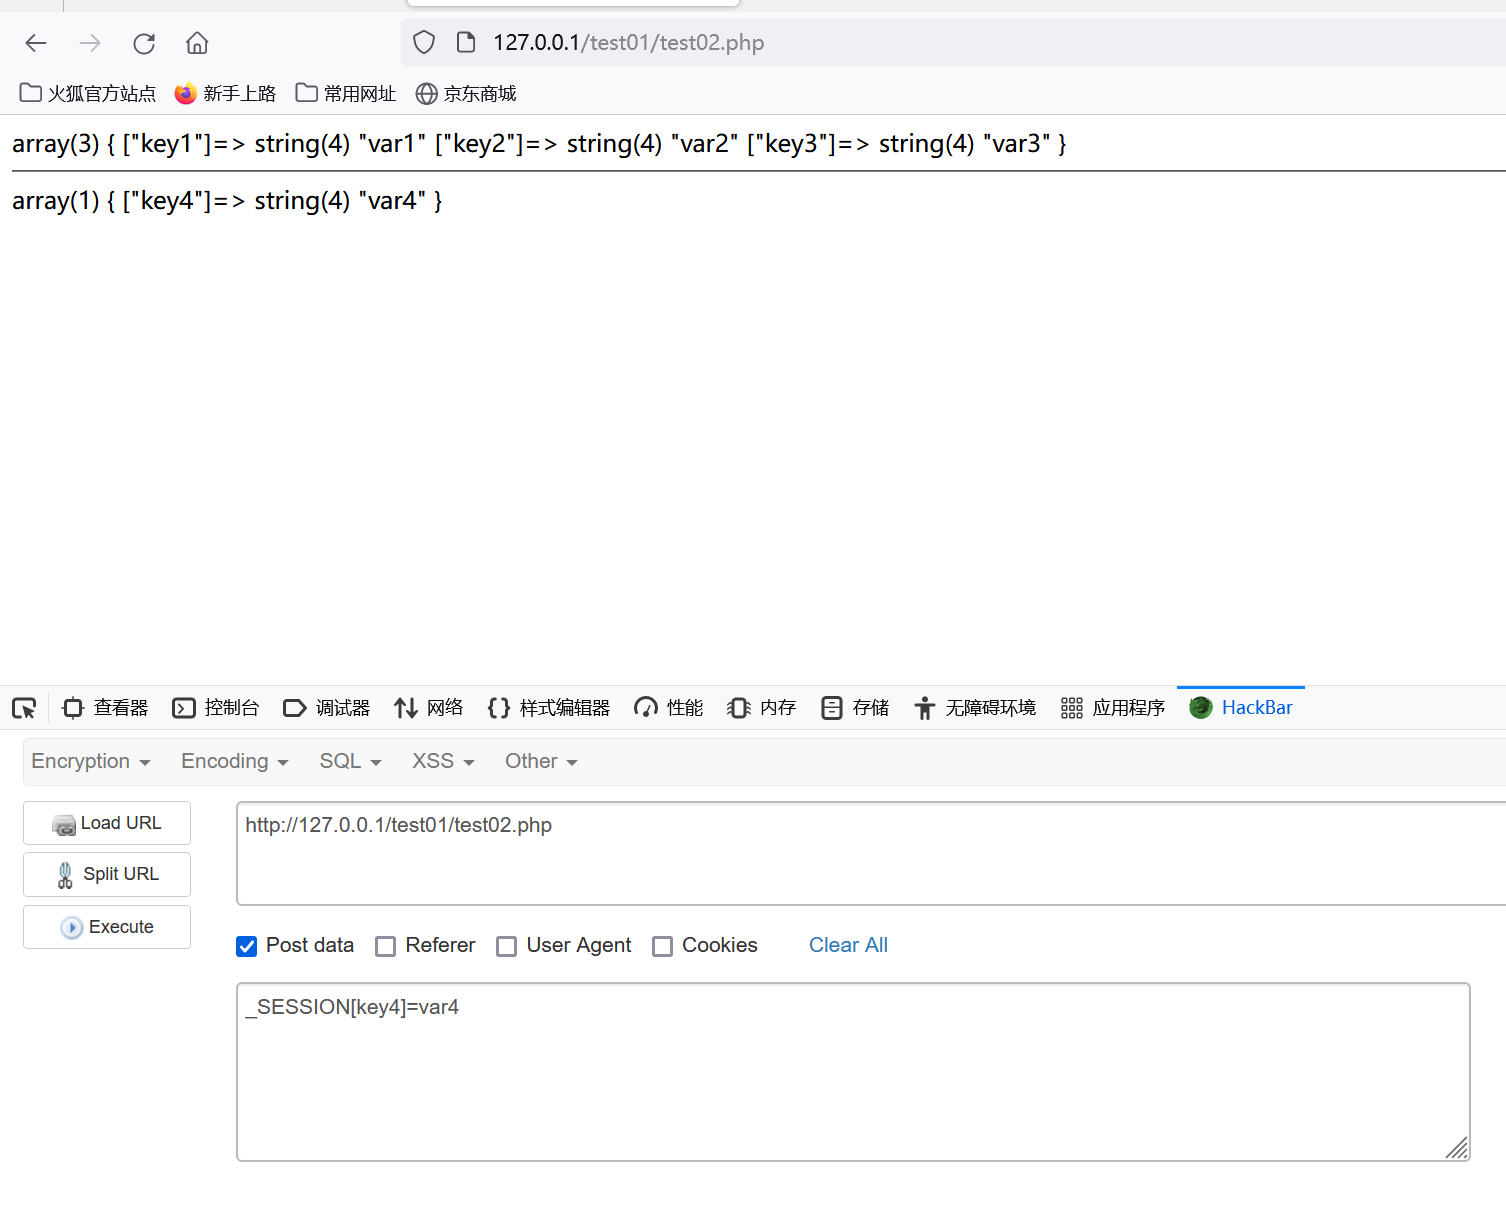 127.0.0.1/test01/test02.php
火狐官方站点 新手上路 常用网址 京东商城
array(3) { ["key1"]=> string(4) "var1" ["key2"]=> string(4) "var2" ["key3"]=> string(4) "var3" }
array(1) { ["key4"]=> string(4) "var4" }
查看器 控制台 调试器 网络 样式编辑器 性能 内存 存储 无障碍环境 应用程序 HackBar
Encryption Encoding SQL XSS Other
Load URL
http://127.0.0.1/test01/test02.php
Split URL
Execute
Post data Referer User Agent Cookies Clear All
_SESSION[key4]=var4